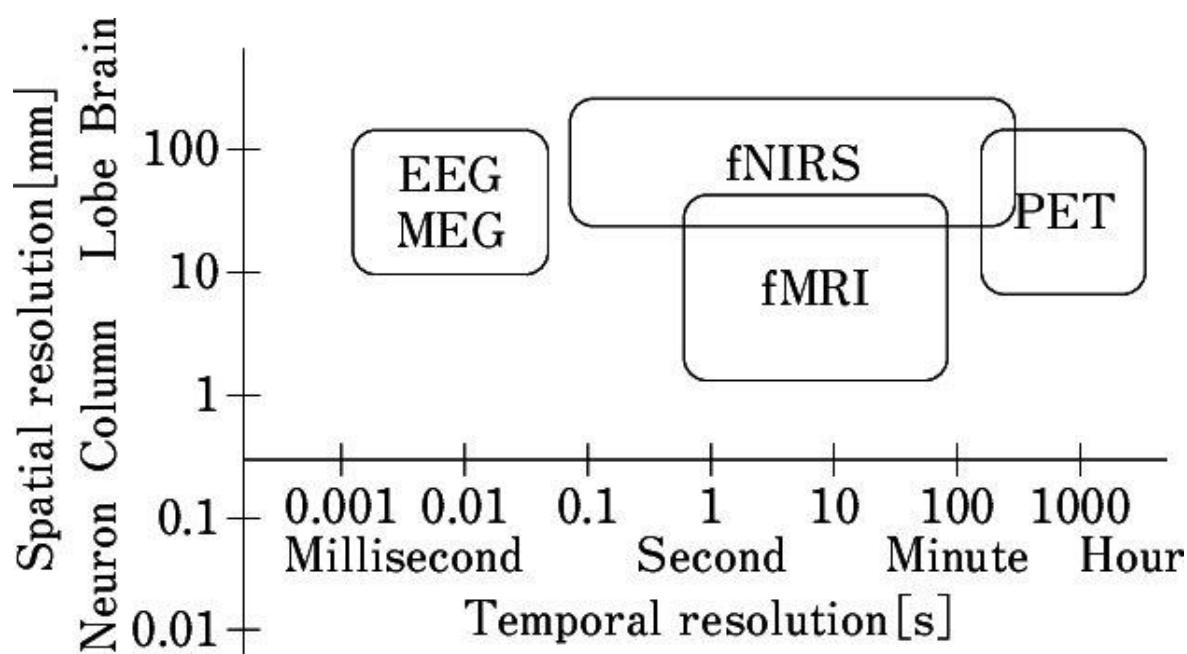 Spatial resolution[mm]
Neuron Column Lobe Brain
100
10
1
0.1
0.01
EEG
MEG
fNIRS
fMRI
PET
0.001 0.01 0.1 1 10 100 1000
Millisecond Second Minute Hour
Temporal resolution[s]